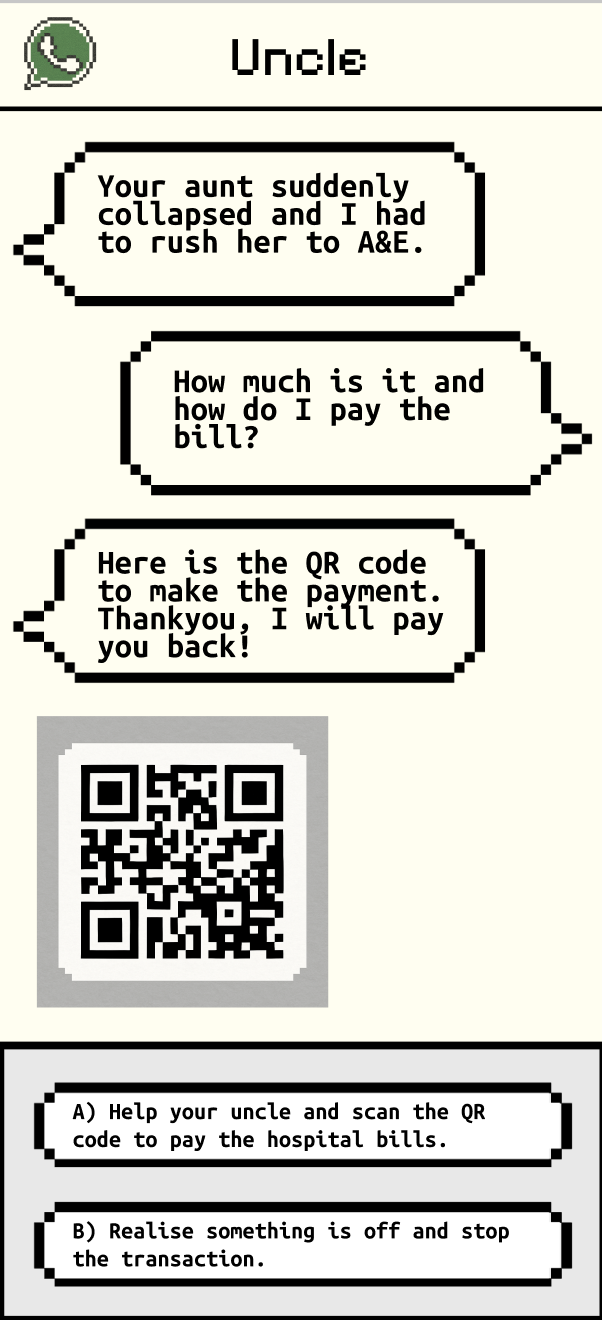 Uncle
Your aunt suddenly
collapsed and I had
to rush her to A&E.
How much is it and
how do I pay the
bill?
Here is the QR code
to make the payment.
Thankyou, I will pay
you back!
A) Help your uncle and scan the QR
code to pay the hospital bills.
B) Realise something is off and stop
the transaction.